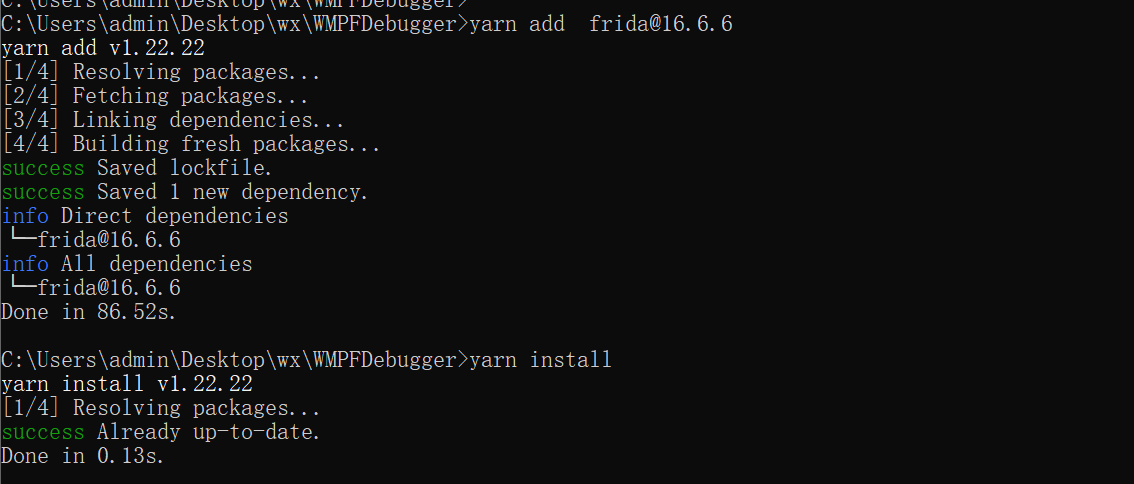 C:\Users\admin\Desktop\wx\WMPFDebugger>
C:\Users\admin\Desktop\wx\WMPFDebugger>yarn add  frida@16.6.6
yarn add v1.22.22
[1/4] Resolving packages...
[2/4] Fetching packages...
[3/4] Linking dependencies...
[4/4] Building fresh packages...
success Saved lockfile.
success Saved 1 new dependency.
info Direct dependencies
└─frida@16.6.6
info All dependencies
└─frida@16.6.6
Done in 86.52s.
C:\Users\admin\Desktop\wx\WMPFDebugger>yarn install
yarn install v1.22.22
[1/4] Resolving packages...
success Already up-to-date.
Done in 0.13s.